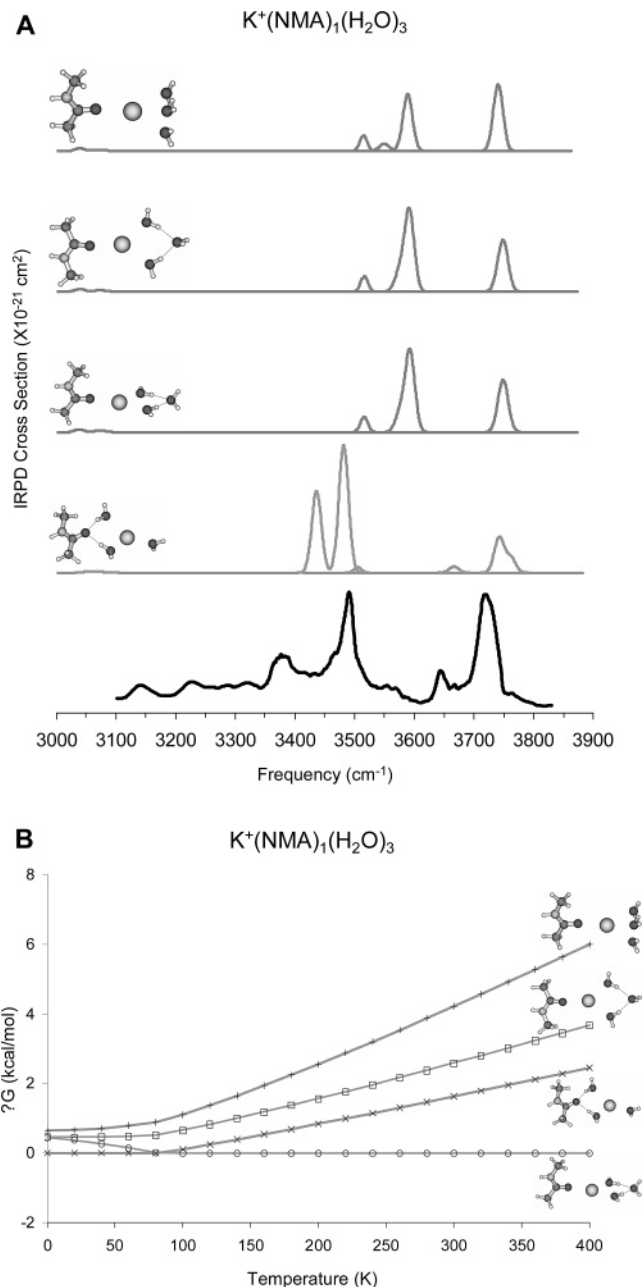 A
K⁺(NMA)₁(H₂O)₃
IRPD Cross Section (X10⁻²¹ cm²)
3000 3100 3200 3300 3400 3500 3600 3700 3800 3900
Frequency (cm⁻¹)
B
K⁺(NMA)₁(H₂O)₃
?G (kcal/mol)
8
6
4
2
0
-2
0 50 100 150 200 250 300 350 400
Temperature (K)